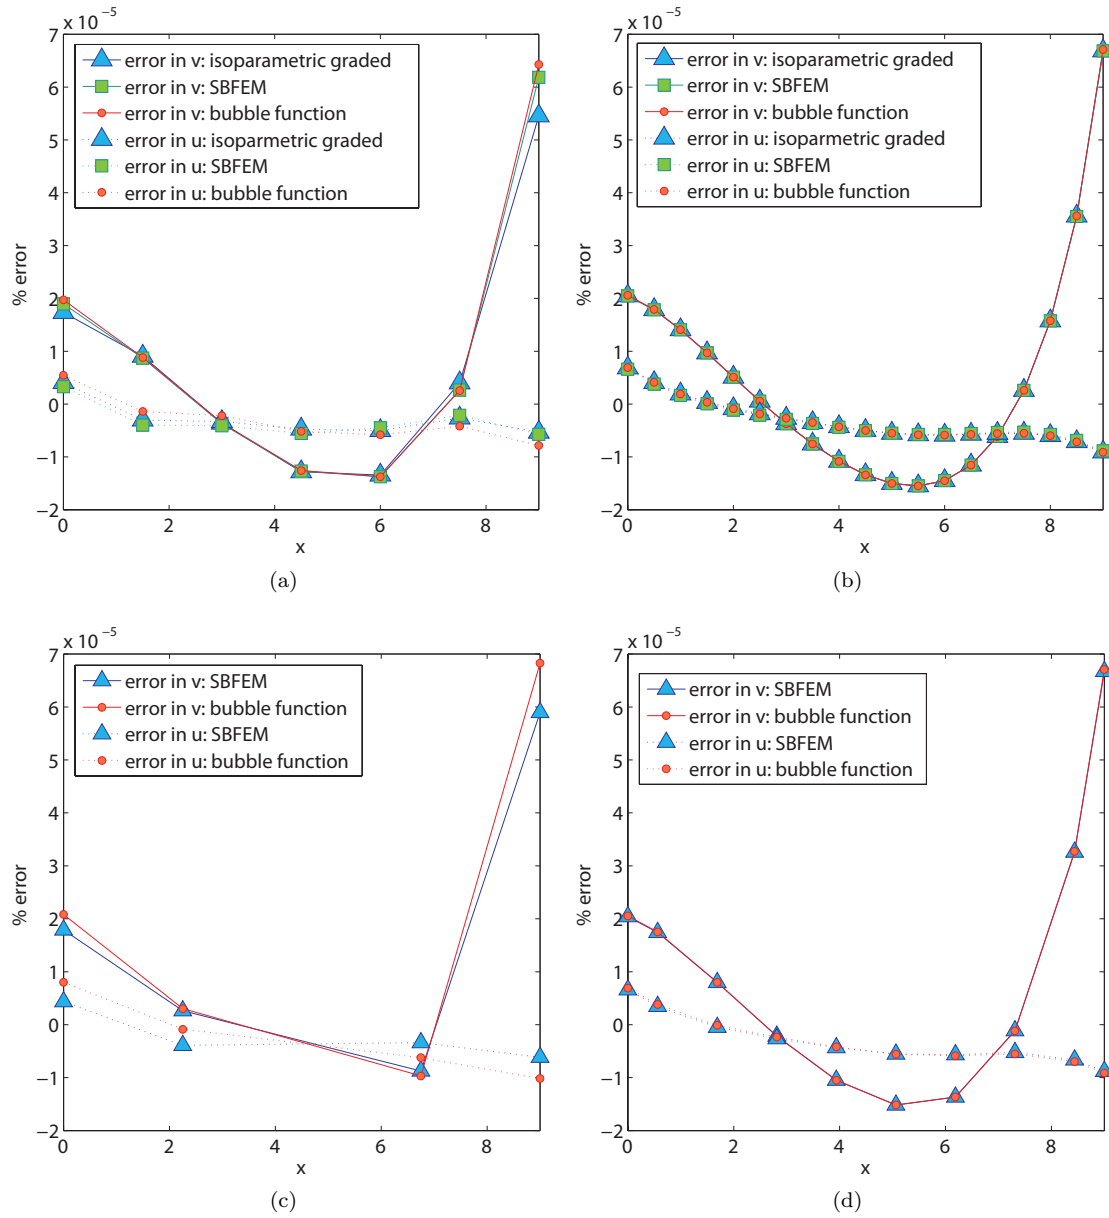 x 10 −5
7
6
5
4
3
2
1
0
−1
−2
% error
error in v: isoparametric graded
error in v: SBFEM
error in v: bubble function
error in u: isoparmetric graded
error in u: SBFEM
error in u: bubble function
0 2 4 6 8
x
(a)
x 10 −5
7
6
5
4
3
2
1
0
−1
−2
% error
error in v: isoparametric graded
error in v: SBFEM
error in v: bubble function
error in u: isoparmetric graded
error in u: SBFEM
error in u: bubble function
0 2 4 6 8
x
(b)
x 10 −5
7
6
5
4
3
2
1
0
−1
−2
% error
error in v: SBFEM
error in v: bubble function
error in u: SBFEM
error in u: bubble function
0 2 4 6 8
x
(c)
x 10 −5
7
6
5
4
3
2
1
0
−1
−2
% error
error in v: SBFEM
error in v: bubble function
error in u: SBFEM
error in u: bubble function
0 2 4 6 8
x
(d)